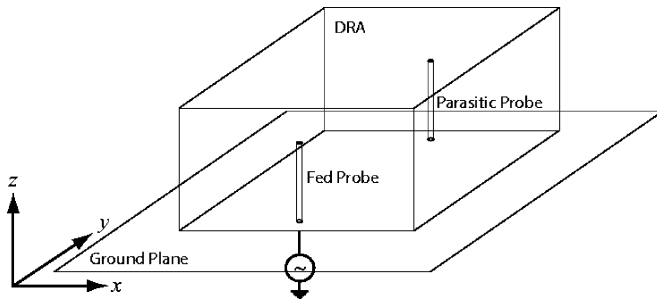 DRA
Parasitic Probe
Fed Probe
z
y
Ground Plane
x
~